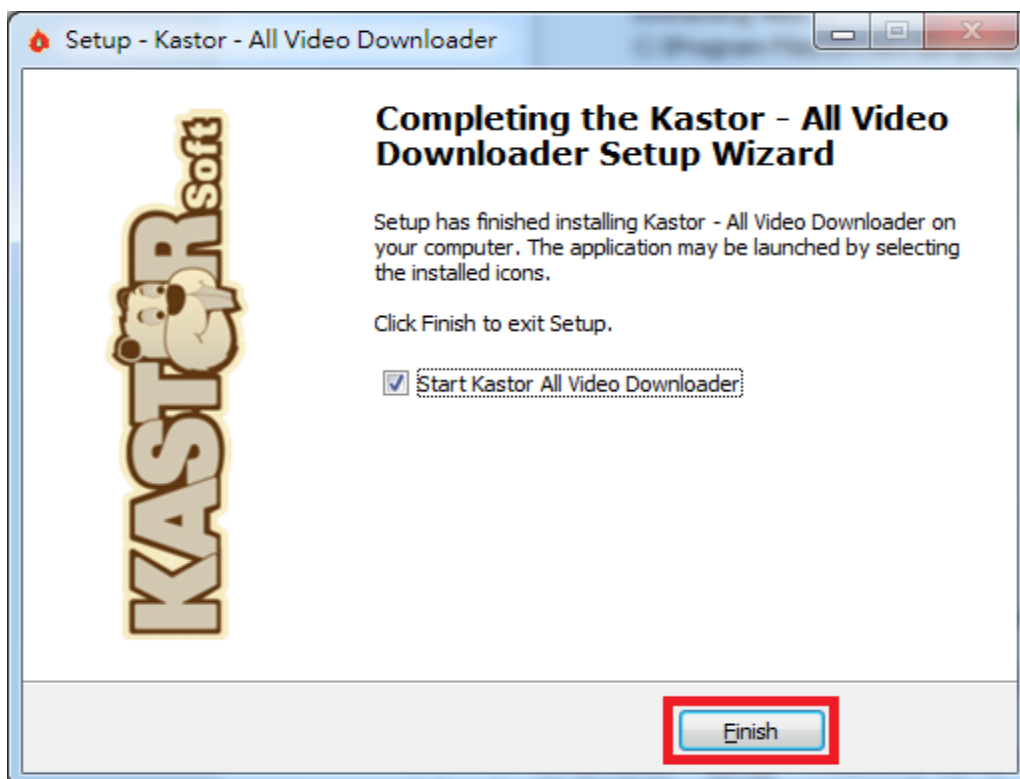 Setup - Kastor - All Video Downloader
Completing the Kastor - All Video
Downloader Setup Wizard
Setup has finished installing Kastor - All Video Downloader on
your computer. The application may be launched by selecting
the installed icons.
Click Finish to exit Setup.
Start Kastor All Video Downloader
KASTOR Soft
Finish